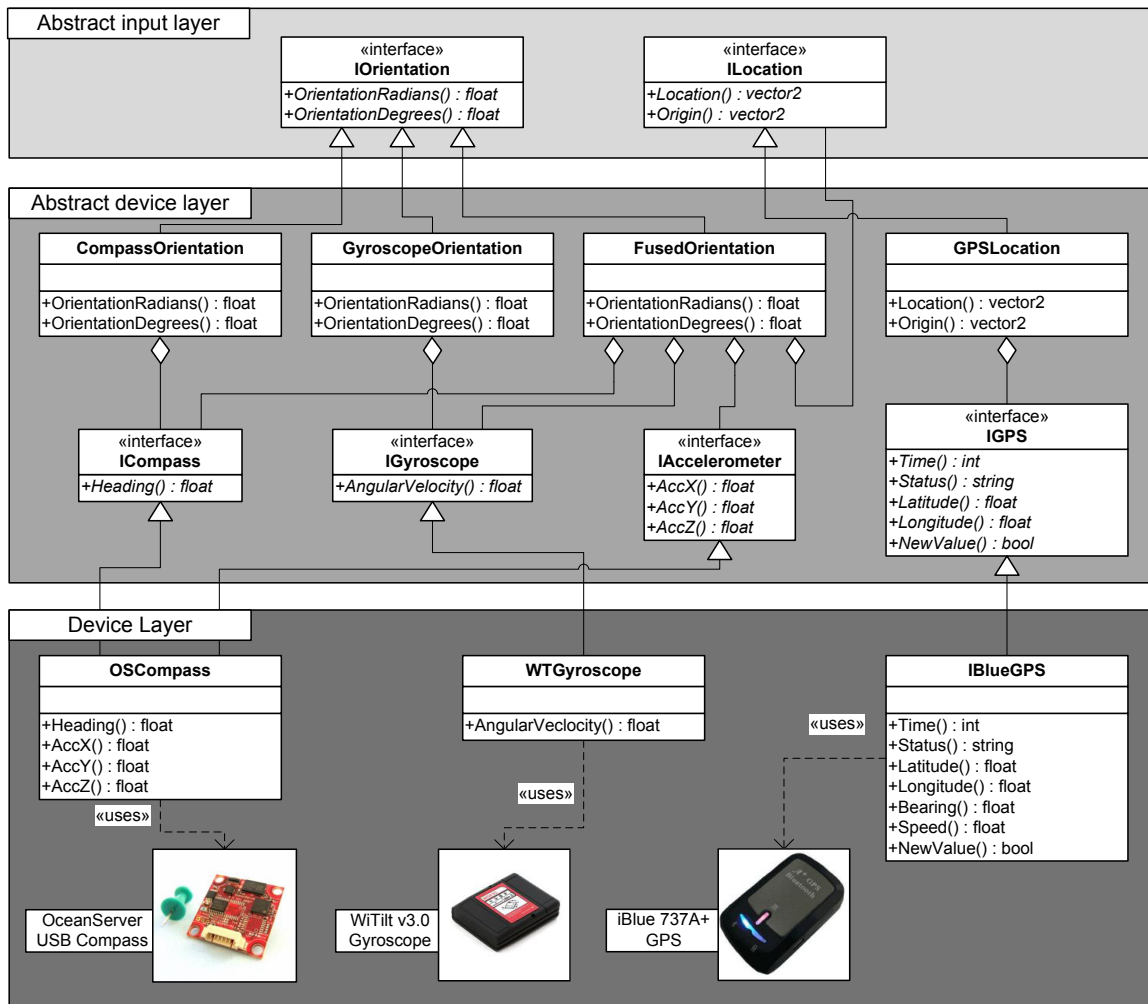 Abstract input layer
«interface»
IOrientation
+OrientationRadians() : float
+OrientationDegrees() : float
«interface»
ILocation
+Location() : vector2
+Origin() : vector2
Abstract device layer
CompassOrientation
+OrientationRadians() : float
+OrientationDegrees() : float
GyroscopeOrientation
+OrientationRadians() : float
+OrientationDegrees() : float
FusedOrientation
+OrientationRadians() : float
+OrientationDegrees() : float
GPSLocation
+Location() : vector2
+Origin() : vector2
«interface»
ICompass
+Heading() : float
«interface»
IGyroscope
+AngularVelocity() : float
«interface»
IAccelerometer
+AccX() : float
+AccY() : float
+AccZ() : float
«interface»
IGPS
+Time() : int
+Status() : string
+Latitude() : float
+Longitude() : float
+NewValue() : bool
Device Layer
OSCompass
+Heading() : float
+AccX() : float
+AccY() : float
+AccZ() : float
«uses»
WTGyroscope
+AngularVeclocity() : float
«uses»
IBlueGPS
+Time() : int
+Status() : string
+Latitude() : float
+Longitude() : float
+Bearing() : float
+Speed() : float
+NewValue() : bool
«uses»
OceanServer
USB Compass
WiTilt v3.0
Gyroscope
iBlue 737A+
GPS
A+ GPS
Bluetooth